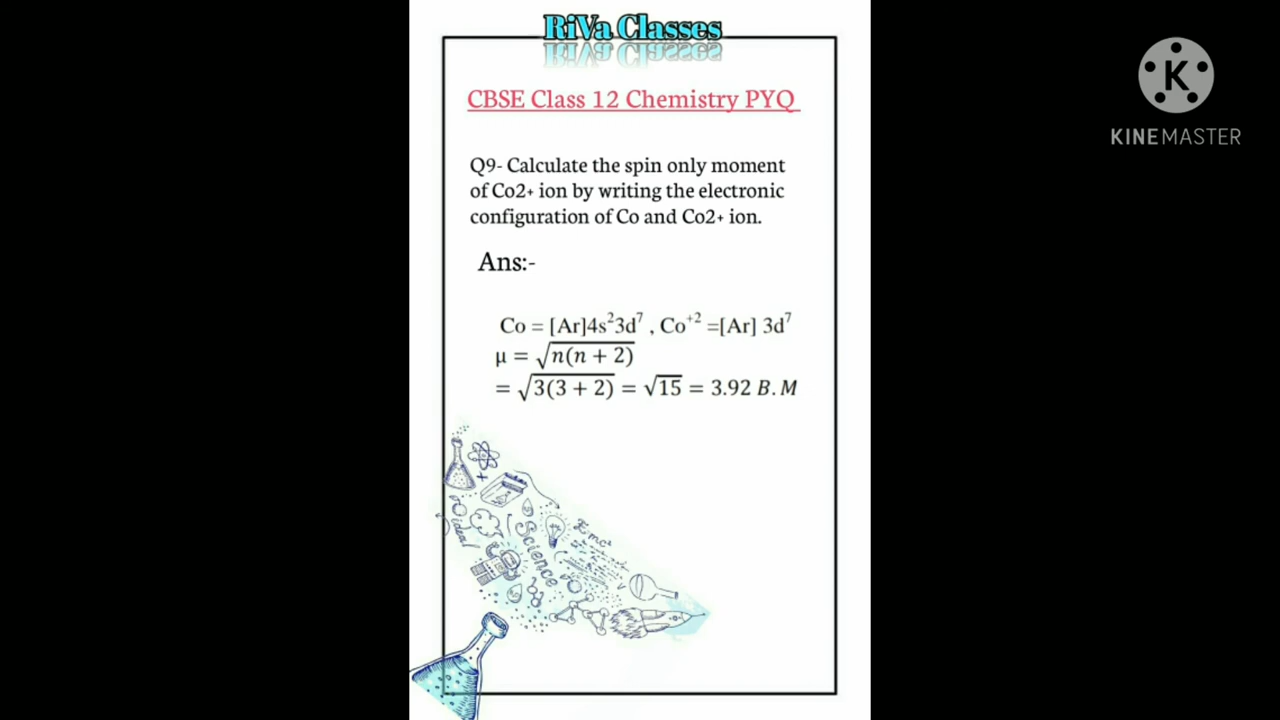 RiVa Classes
CBSE Class 12 Chemistry PYQ
Q9- Calculate the spin only moment
of Co2+ ion by writing the electronic
configuration of Co and Co2+ ion.
Ans:-
Co = [Ar]4s²3d⁷ , Co⁺² =[Ar] 3d⁷
μ = √n(n + 2)
= √3(3 + 2) = √15 = 3.92 B. M
K
KINEMASTER
ideal
Science